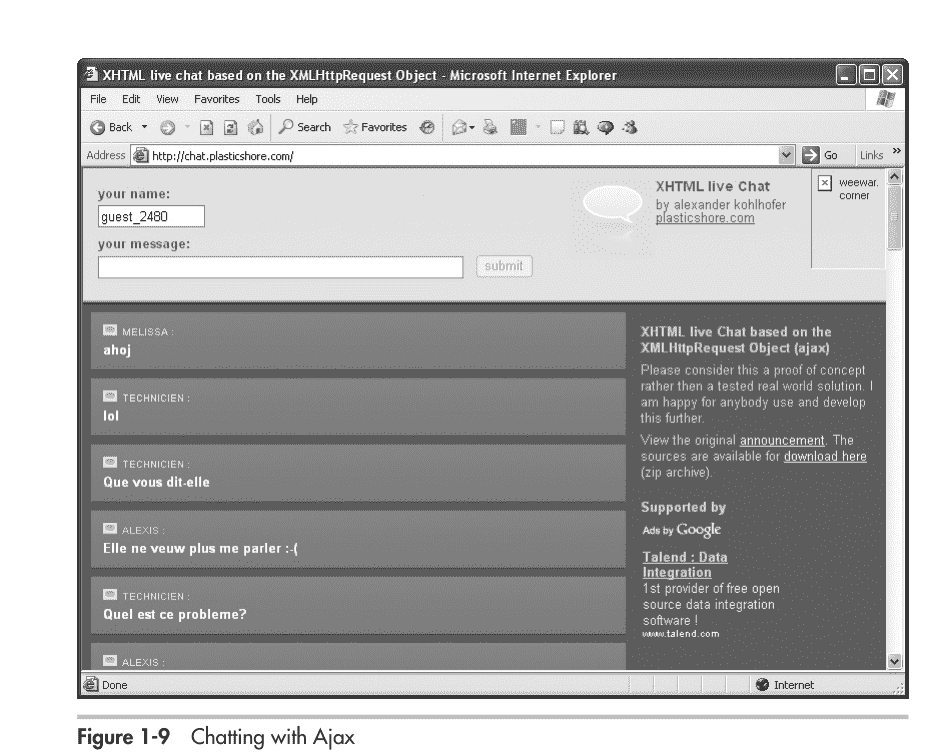 XHTML live chat based on the XMLHttpRequest Object - Microsoft Internet Explorer
File Edit View Favorites Tools Help
Back Search Favorites
Address http://chat.plasticshore.com/ Go Links »
your name:
guest_2480
your message:
submit
XHTML live Chat
by alexander kohlhofer
plasticshore.com
weewar.
corner
MELISSA :
ahoj
TECHNICIEN :
lol
TECHNICIEN :
Que vous dit-elle
ALEXIS :
Elle ne veuw plus me parler :-(
TECHNICIEN :
Quel est ce probleme?
ALEXIS :
XHTML live Chat based on the
XMLHttpRequest Object (ajax)
Please consider this a proof of concept
rather then a tested real world solution. I
am happy for anybody use and develop
this further.
View the original announcement. The
sources are available for download here
(zip archive).
Supported by
Ads by Google
Talend : Data
Integration
1st provider of free open
source data integration
software !
www.talend.com
Done Internet
Figure 1-9 Chatting with Ajax